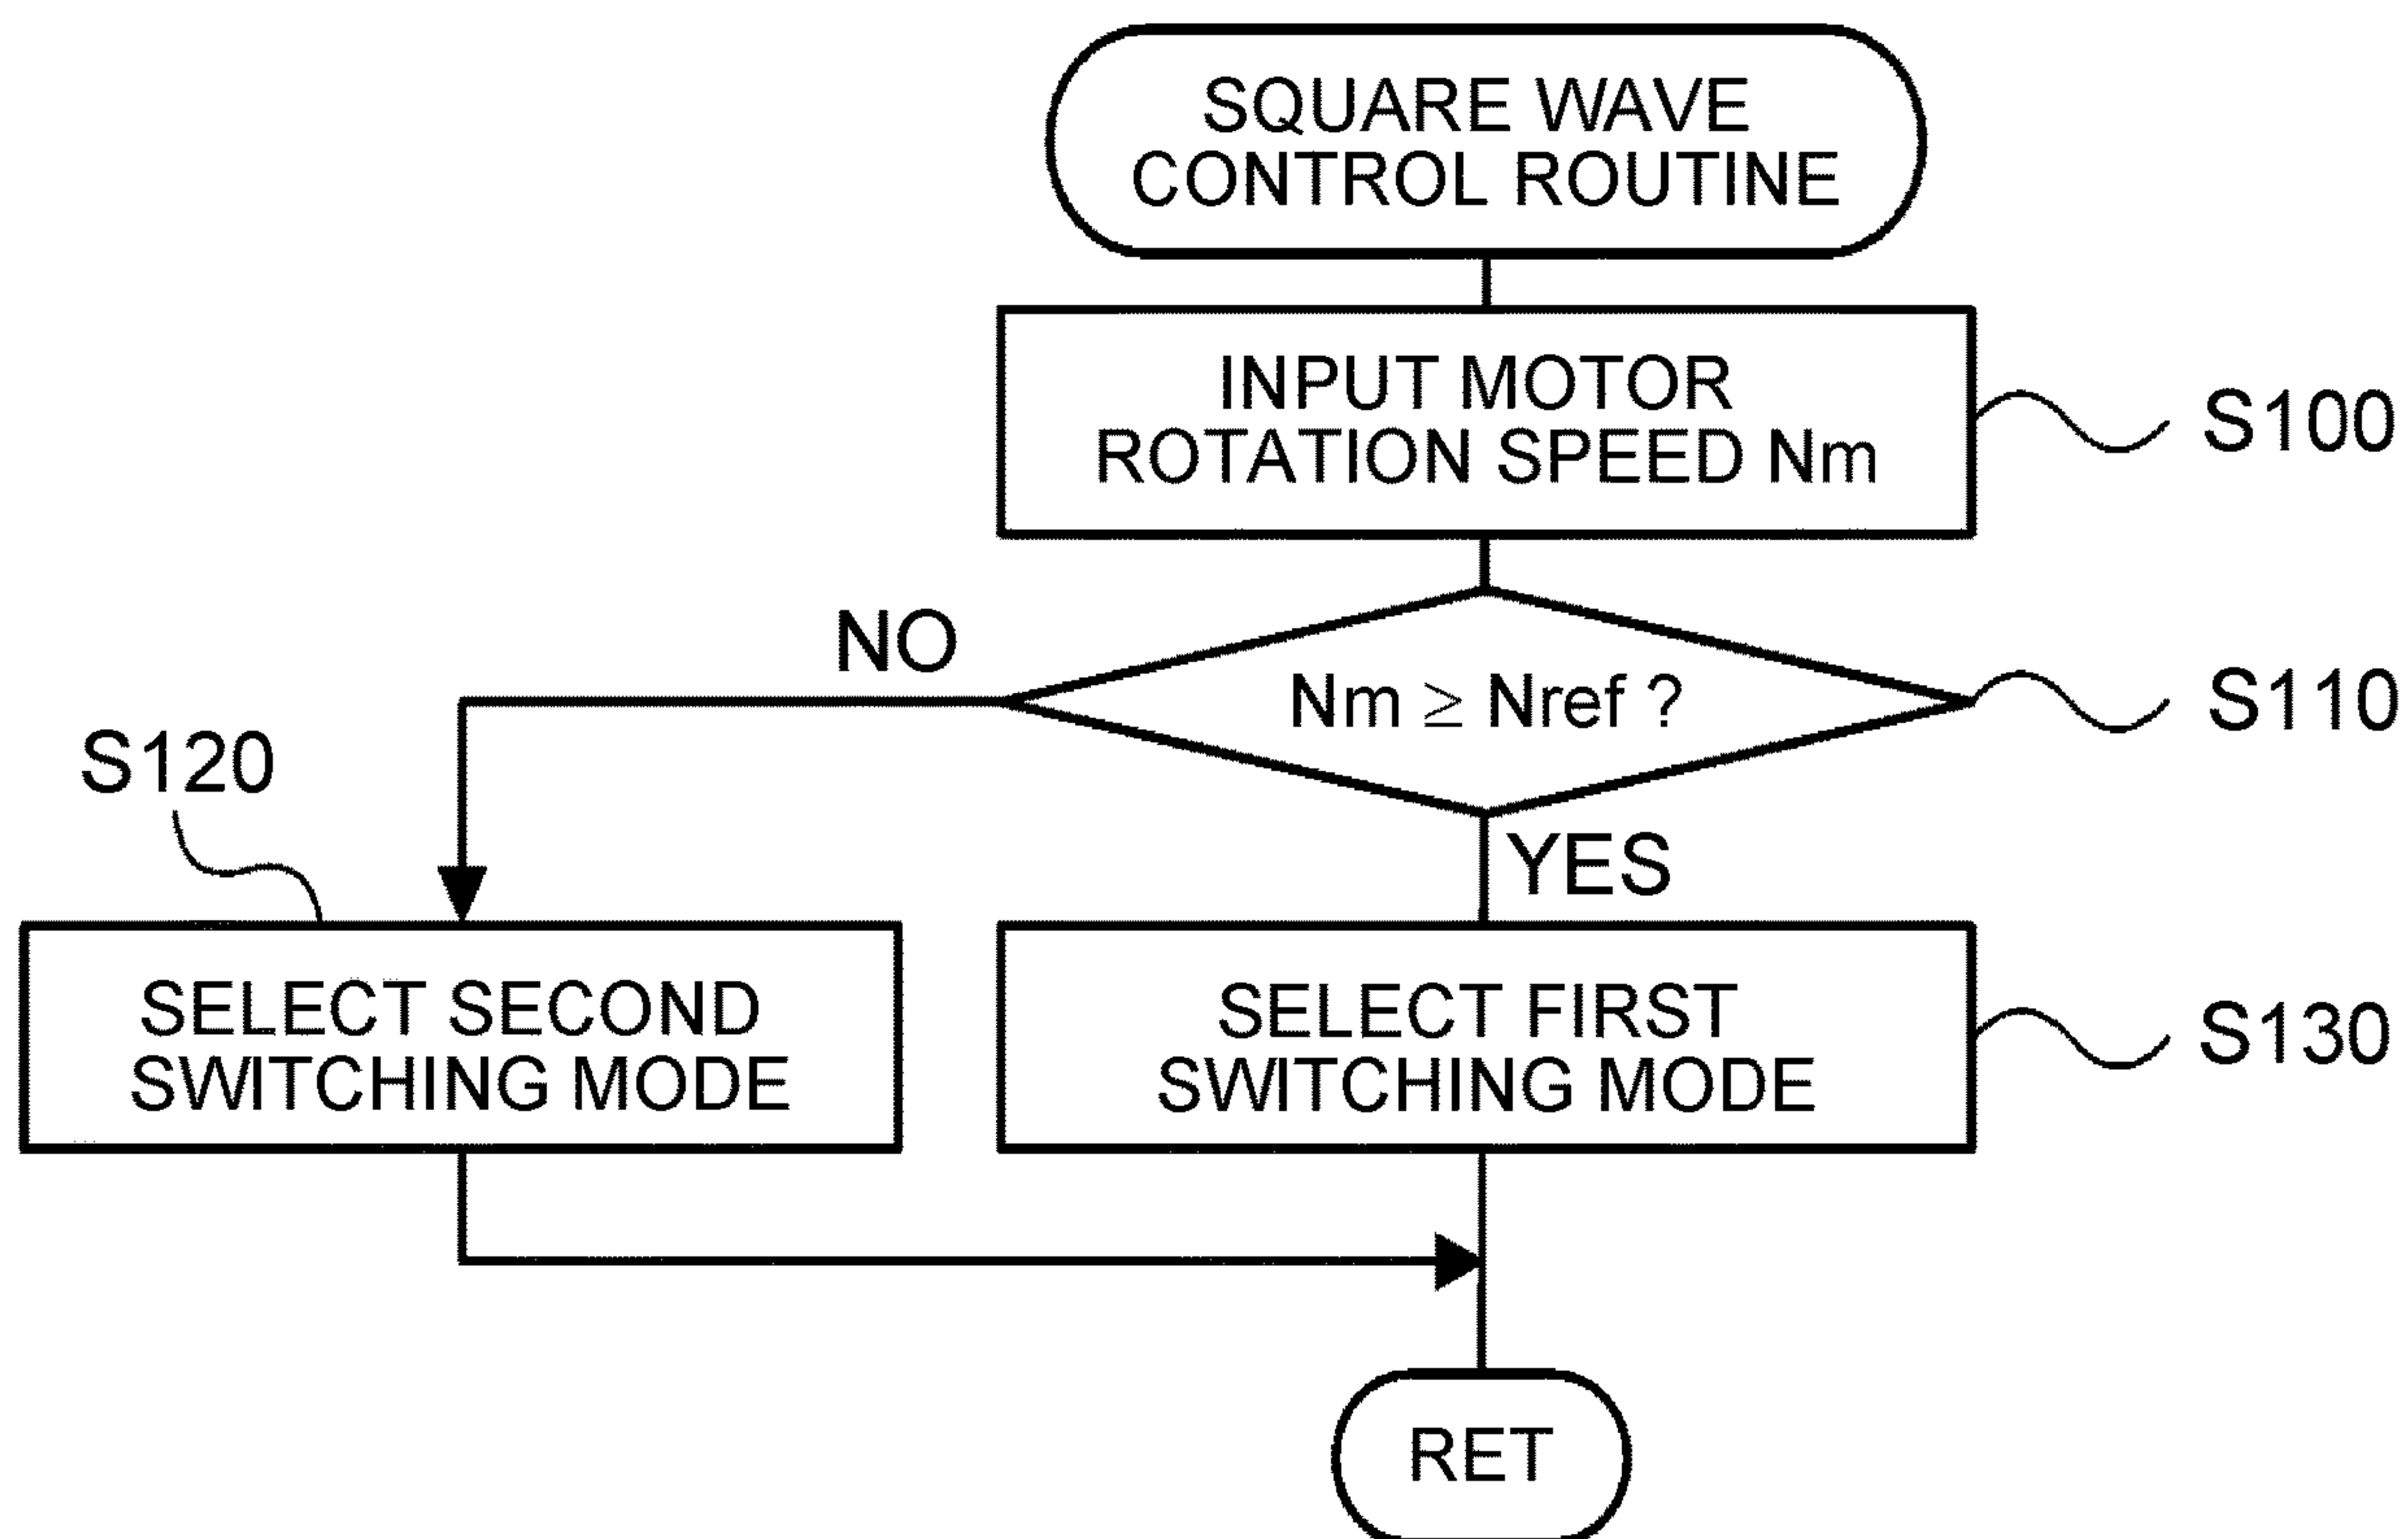 SQUARE WAVE
CONTROL ROUTINE
INPUT MOTOR
ROTATION SPEED Nm
S100
NO
Nm ≥ Nref ?
S110
S120
YES
SELECT SECOND
SWITCHING MODE
SELECT FIRST
SWITCHING MODE
S130
RET